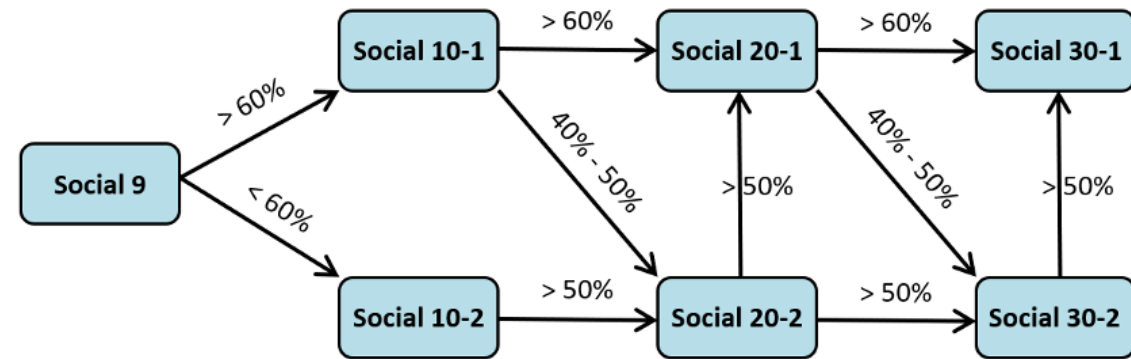 > 60%
> 60%
Social 10-1
Social 20-1
Social 30-1
> 60%
40% - 50%
40% - 50%
Social 9
> 50%
> 50%
< 60%
> 50%
> 50%
Social 10-2
Social 20-2
Social 30-2